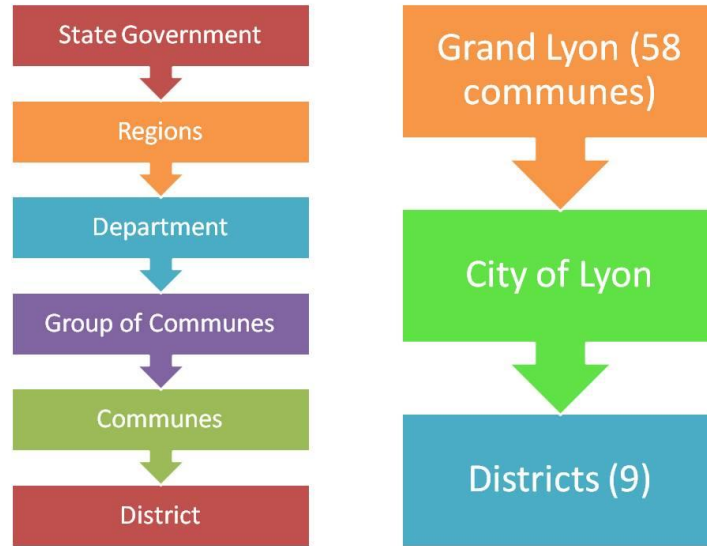 State Government
Regions
Department
Group of Communes
Communes
District
Grand Lyon (58
communes)
City of Lyon
Districts (9)